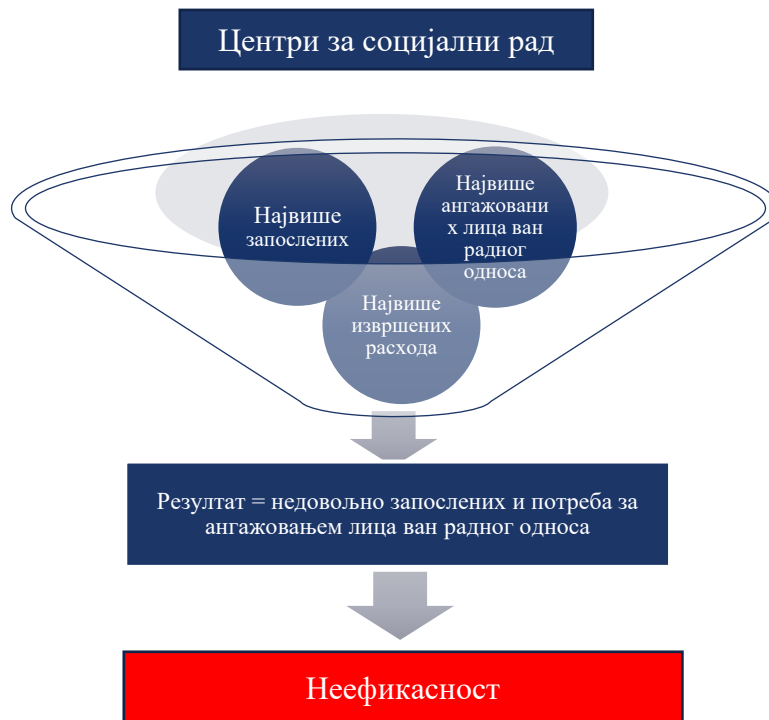 Центри за социјални рад
Највише
запослених
Највише
ангажовани
х лица ван
радног
односа
Највише
извршених
расхода
Резултат = недовољно запослених и потреба за
ангажовањем лица ван радног односа
Неефикасност